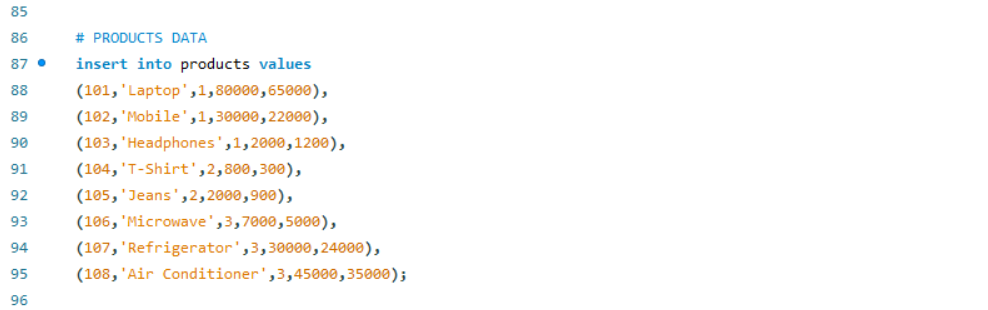 85
86 # PRODUCTS DATA
87 insert into products values
88 (101,'Laptop',1,80000,65000),
89 (102,'Mobile',1,30000,22000),
90 (103,'Headphones',1,2000,1200),
91 (104,'T-Shirt',2,800,300),
92 (105,'Jeans',2,2000,900),
93 (106,'Microwave',3,7000,5000),
94 (107,'Refrigerator',3,30000,24000),
95 (108,'Air Conditioner',3,45000,35000);
96